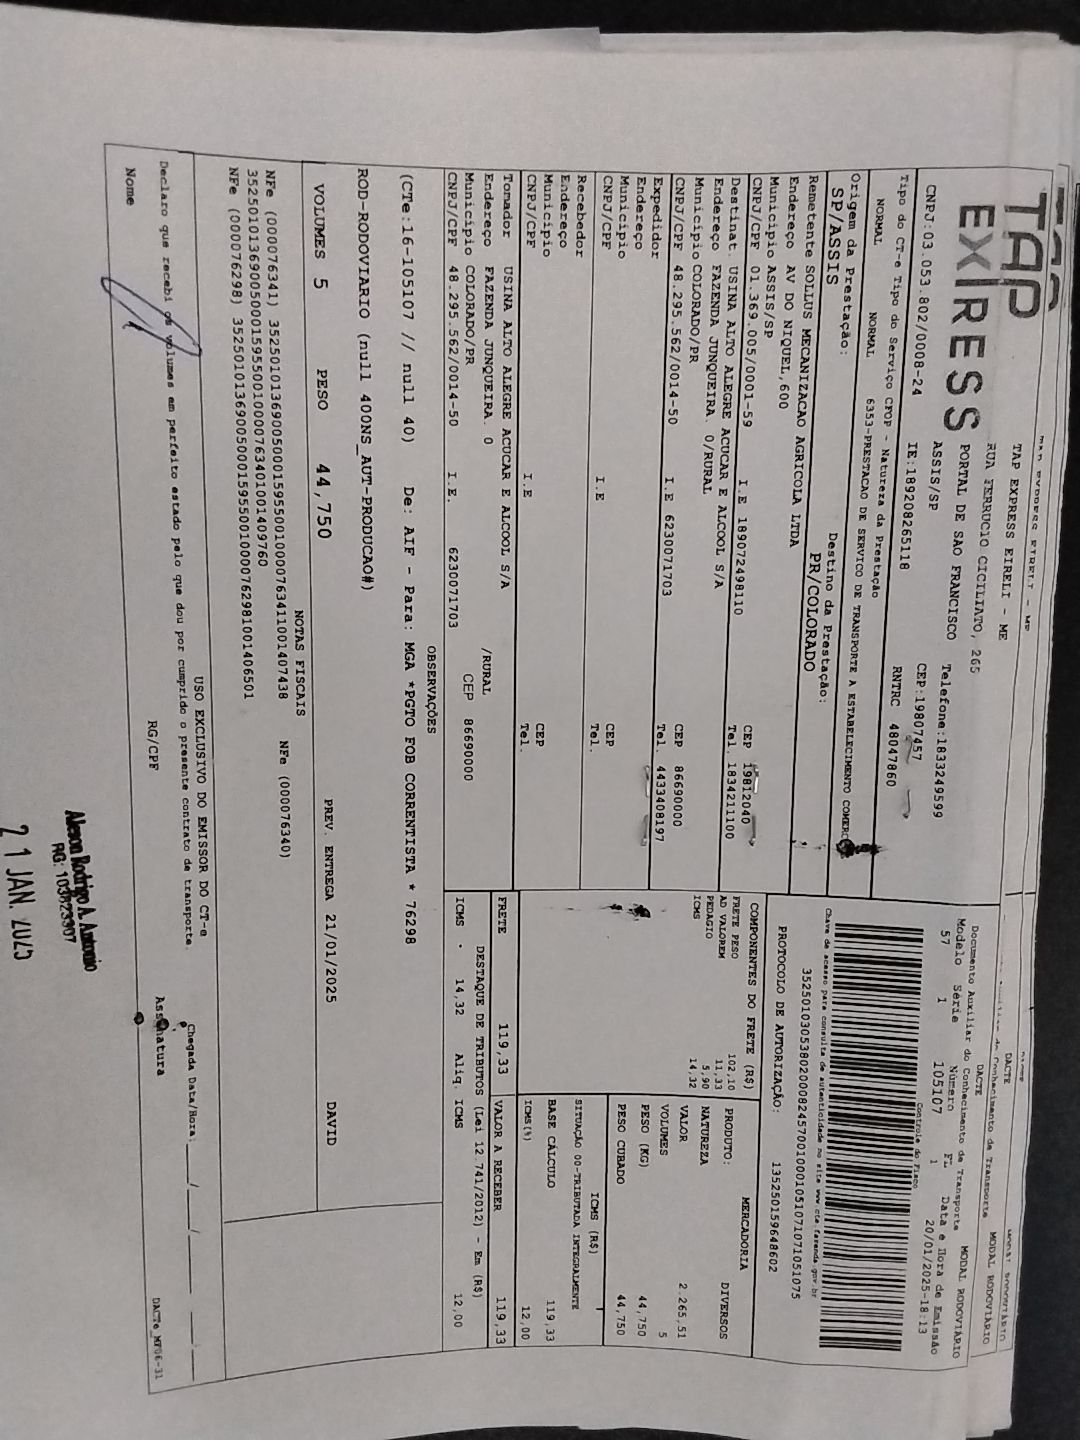 TAP
EX|RESS
TAP EXPRESS EIRELI - ME
RUA FERRUCIO CICILIATO, 265
PORTAL DE SAO FRANCISCO
ASSIS/SP
Telefone:1833249599
CEP:19807457
CNPJ:03.053.802/0008-24
IE:189208265118
RNTRC 48047860
DACTE
MODAL RODOVIÁRIO
Documento Auxiliar do Conhecimento de Transporte
Modelo Série Número FL Data e Hora de Emissão
57 1 105107 1 20/01/2025-18:13
Controle do Fisco
Chave de acesso para consulta de autenticidade no site www.cte.fazenda.gov.br
PROTOCOLO DE AUTORIZAÇÃO: 135250159648602
Tipo do CT-e Tipo do Serviço CFOP - Natureza da Prestação
NORMAL NORMAL 6353-PRESTACAO DE SERVICO DE TRANSPORTE A ESTABELECIMENTO
Origem da Prestação: Destino da Prestação:
SP/ASSIS PR/COLORADO
Remetente SOLLUS MECANIZACAO AGRICOLA LTDA
Endereço AV DO NIQUEL,600
Município ASSIS/SP CEP 19812040
CNPJ/CPF 01.369.005/0001-59 I.E 189072498110 Tel. 1834211100
Destinat. USINA ALTO ALEGRE ACUCAR E ALCOOL S/A
Endereço FAZENDA JUNQUEIRA. 0/RURAL
Município COLORADO/PR CEP 86690000
CNPJ/CPF 48.295.562/0014-50 I.E 6230071703 Tel. 4433408197
Expedidor
Endereço
Município CEP
CNPJ/CPF I.E Tel.
Recebedor
Endereço
Município CEP
CNPJ/CPF I.E Tel.
Tomador USINA ALTO ALEGRE ACUCAR E ALCOOL S/A
Endereço FAZENDA JUNQUEIRA. 0 /RURAL
Município COLORADO/PR CEP 86690000
CNPJ/CPF 48.295.562/0014-50 I.E. 6230071703
COMPONENTES DO FRETE (R$)
FRETE PESO 102,10
AD VALOREM 11,33
PEDAGIO 5,90
ICMS 14,32
MERCADORIA
PRODUTO: DIVERSOS
NATUREZA
VALOR 2.265,51
VOLUMES 5
PESO (KG) 44,750
PESO CUBADO 44,750
ICMS (R$)
SITUAÇÃO 00-TRIBUTADA INTEGRALMENTE
BASE CÁLCULO 119,33
ICMS(%) 12,00
FRETE 119,33 VALOR A RECEBER 119,33
DESTAQUE DE TRIBUTOS (Lei 12.741/2012) - Em (R$)
ICMS 14,32 Aliq. ICMS 12,00
OBSERVAÇÕES
(CTe:16-105107 // null 40) De: AIF - Para: MGA *PGTO FOB CORRENTISTA * 76298
ROD-RODOVIARIO (null 400NS_AUT-PRODUCAO#)
VOLUMES 5 PESO 44,750 PREV. ENTREGA 21/01/2025 DAVID
NOTAS FISCAIS
NFe (000076341) NFe (000076340)
NFe (000076298)
USO EXCLUSIVO DO EMISSOR DO CT-e
Declaro que recebi os volumes em perfeito estado pelo que dou por cumprido o presente contrato de transporte.
Chegada Data/Hora: __/__/__ __:__
Nome RG/CPF Assinatura
DACTe_MT06-31
Aleson Rodrigo A. Antonio
21 JAN. 2025